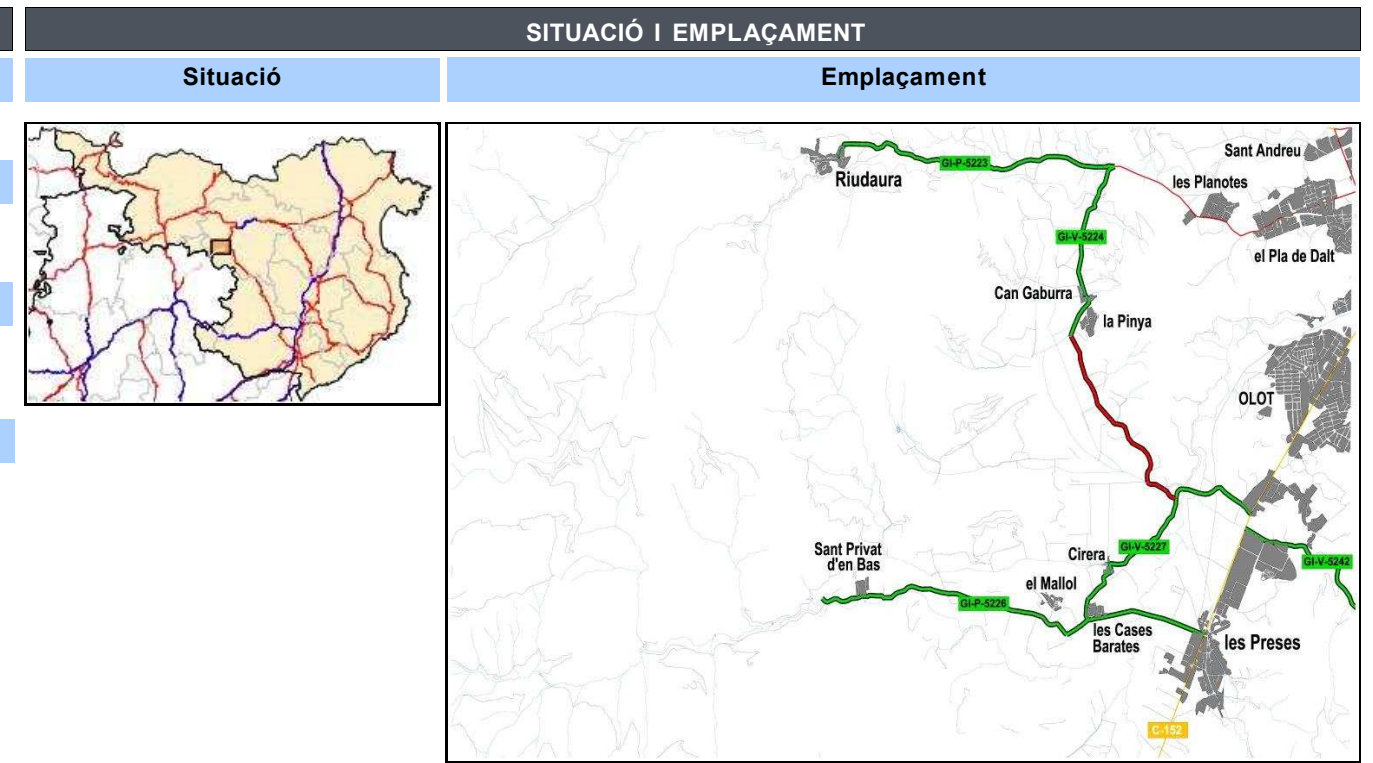 SITUACIÓ I EMPLAÇAMENT
Situació
Emplaçament
Sant Andreu
GI-P-5223
Riudaura
les Planotes
GI-V-5224
el Pla de Dalt
Can Gaburra
la Pinya
OLOT
Sant Privat
d'en Bas
Cirera
GI-V-5227
GI-V-5242
el Mallol
GI-P-5226
les Cases
Barates
les Preses
C-152